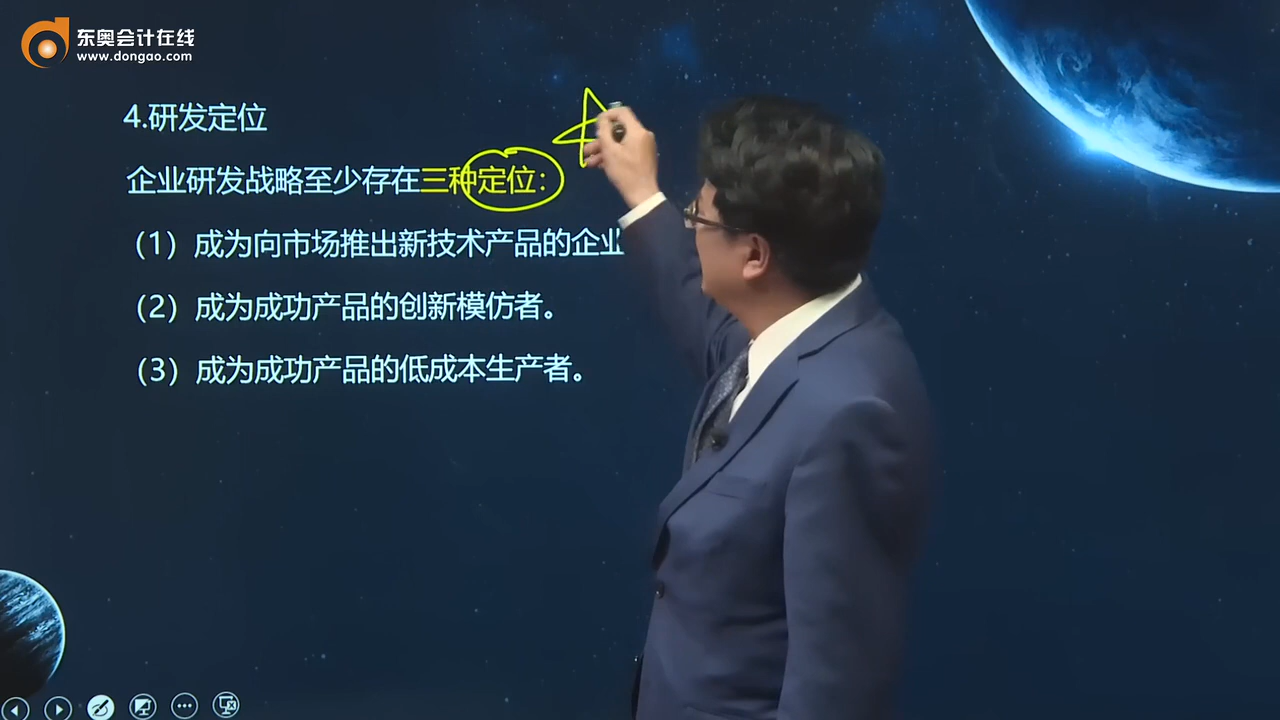 东奥会计在线
www.dongao.com
4.研发定位
企业研发战略至少存在三种定位：
（1）成为向市场推出新技术产品的企业
（2）成为成功产品的创新模仿者。
（3）成为成功产品的低成本生产者。